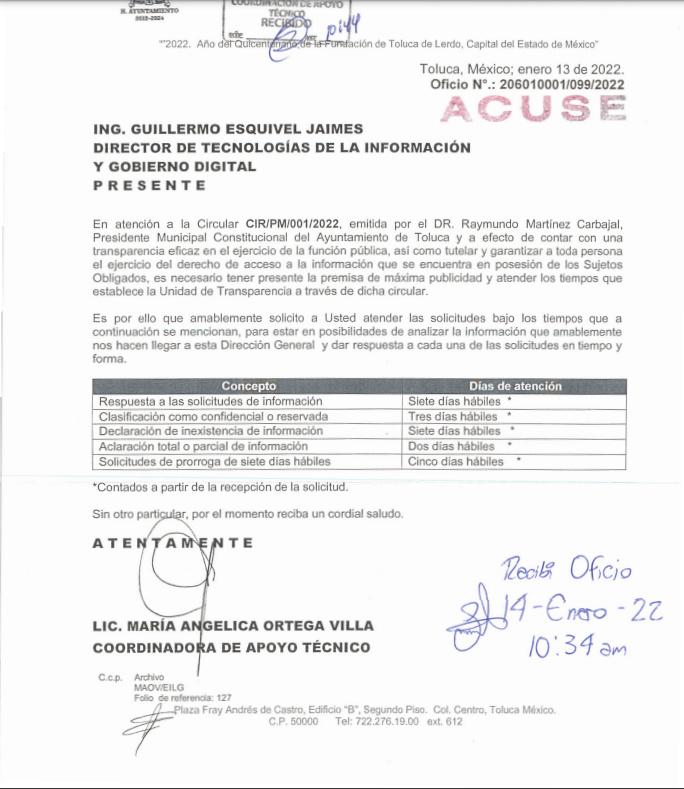 H. AYUNTAMIENTO
2022-2024
COORDINACIÓN DE APOYO
TÉCNICO
RECIBIDO
10:44
"“2022. Año del Quicentenario de la Fundación de Toluca de Lerdo, Capital del Estado de México”
Toluca, México; enero 13 de 2022.
Oficio N°.: 206010001/099/2022
ACUSE
ING. GUILLERMO ESQUIVEL JAIMES
DIRECTOR DE TECNOLOGÍAS DE LA INFORMACIÓN
Y GOBIERNO DIGITAL
P R E S E N T E
En atención a la Circular CIR/PM/001/2022, emitida por el DR. Raymundo Martínez Carbajal,
Presidente Municipal Constitucional del Ayuntamiento de Toluca y a efecto de contar con una
transparencia eficaz en el ejercicio de la función pública, así como tutelar y garantizar a toda persona
el ejercicio del derecho de acceso a la información que se encuentra en posesión de los Sujetos
Obligados, es necesario tener presente la premisa de máxima publicidad y atender los tiempos que
establece la Unidad de Transparencia a través de dicha circular.
Es por ello que amablemente solicito a Usted atender las solicitudes bajo los tiempos que a
continuación se mencionan, para estar en posibilidades de analizar la información que amablemente
nos hacen llegar a esta Dirección General y dar respuesta a cada una de las solicitudes en tiempo y
forma.
Concepto Días de atención
Respuesta a las solicitudes de información Siete días hábiles *
Clasificación como confidencial o reservada Tres días hábiles *
Declaración de inexistencia de información Siete días hábiles *
Aclaración total o parcial de información Dos días hábiles *
Solicitudes de prorroga de siete días hábiles Cinco días hábiles *
*Contados a partir de la recepción de la solicitud.
Sin otro particular, por el momento reciba un cordial saludo.
A T E N T A M E N T E
Recibi Oficio
14-Enero-22
10:34 am
LIC. MARÍA ANGELICA ORTEGA VILLA
COORDINADORA DE APOYO TÉCNICO
C.c.p. Archivo
MAOV/EILG
Folio de referencia: 127
Plaza Fray Andrés de Castro, Edificio “B”, Segundo Piso. Col. Centro, Toluca México.
C.P. 50000 Tel: 722.276.19.00 ext. 612